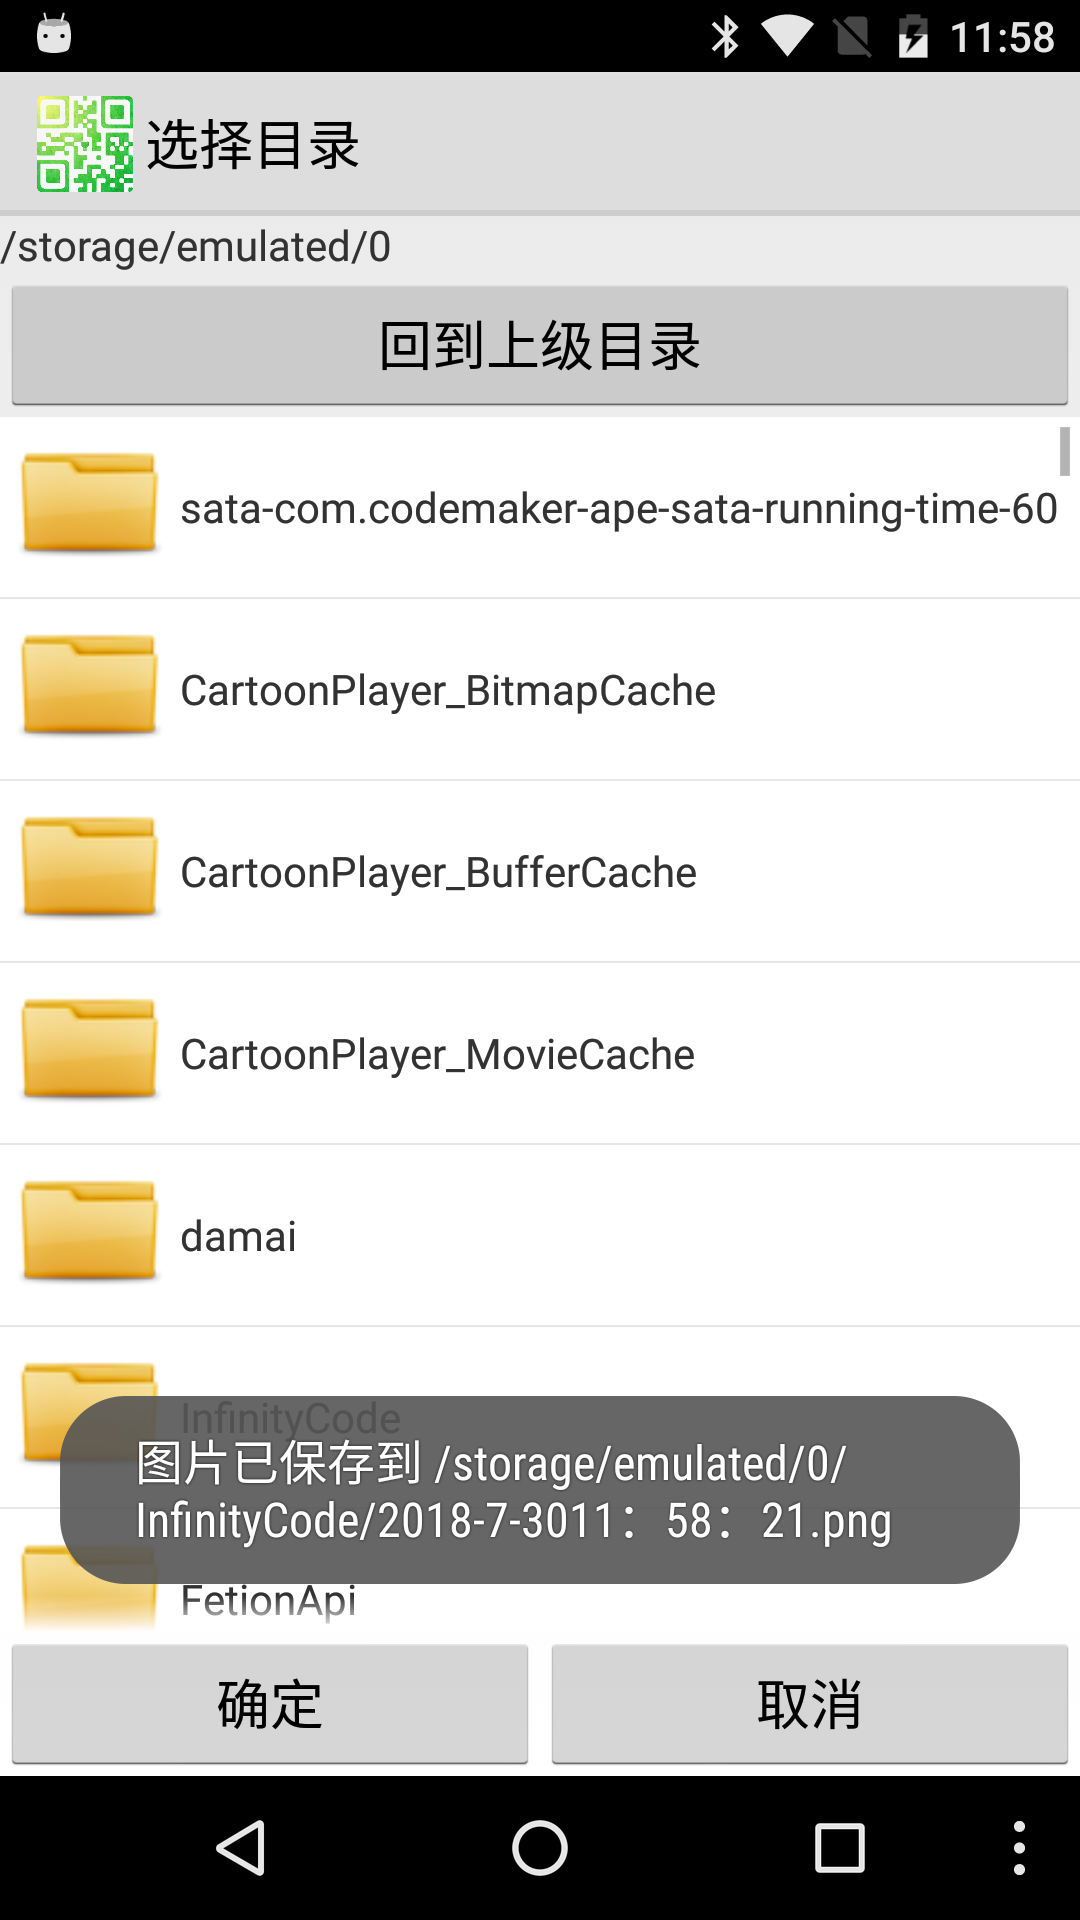 11:58
选择目录
/storage/emulated/0
回到上级目录
sata-com.codemaker-ape-sata-running-time-60
CartoonPlayer_BitmapCache
CartoonPlayer_BufferCache
CartoonPlayer_MovieCache
damai
InfinityCode
图片已保存到 /storage/emulated/0/
InfinityCode/2018-7-3011：58：21.png
FetionApi
确定
取消